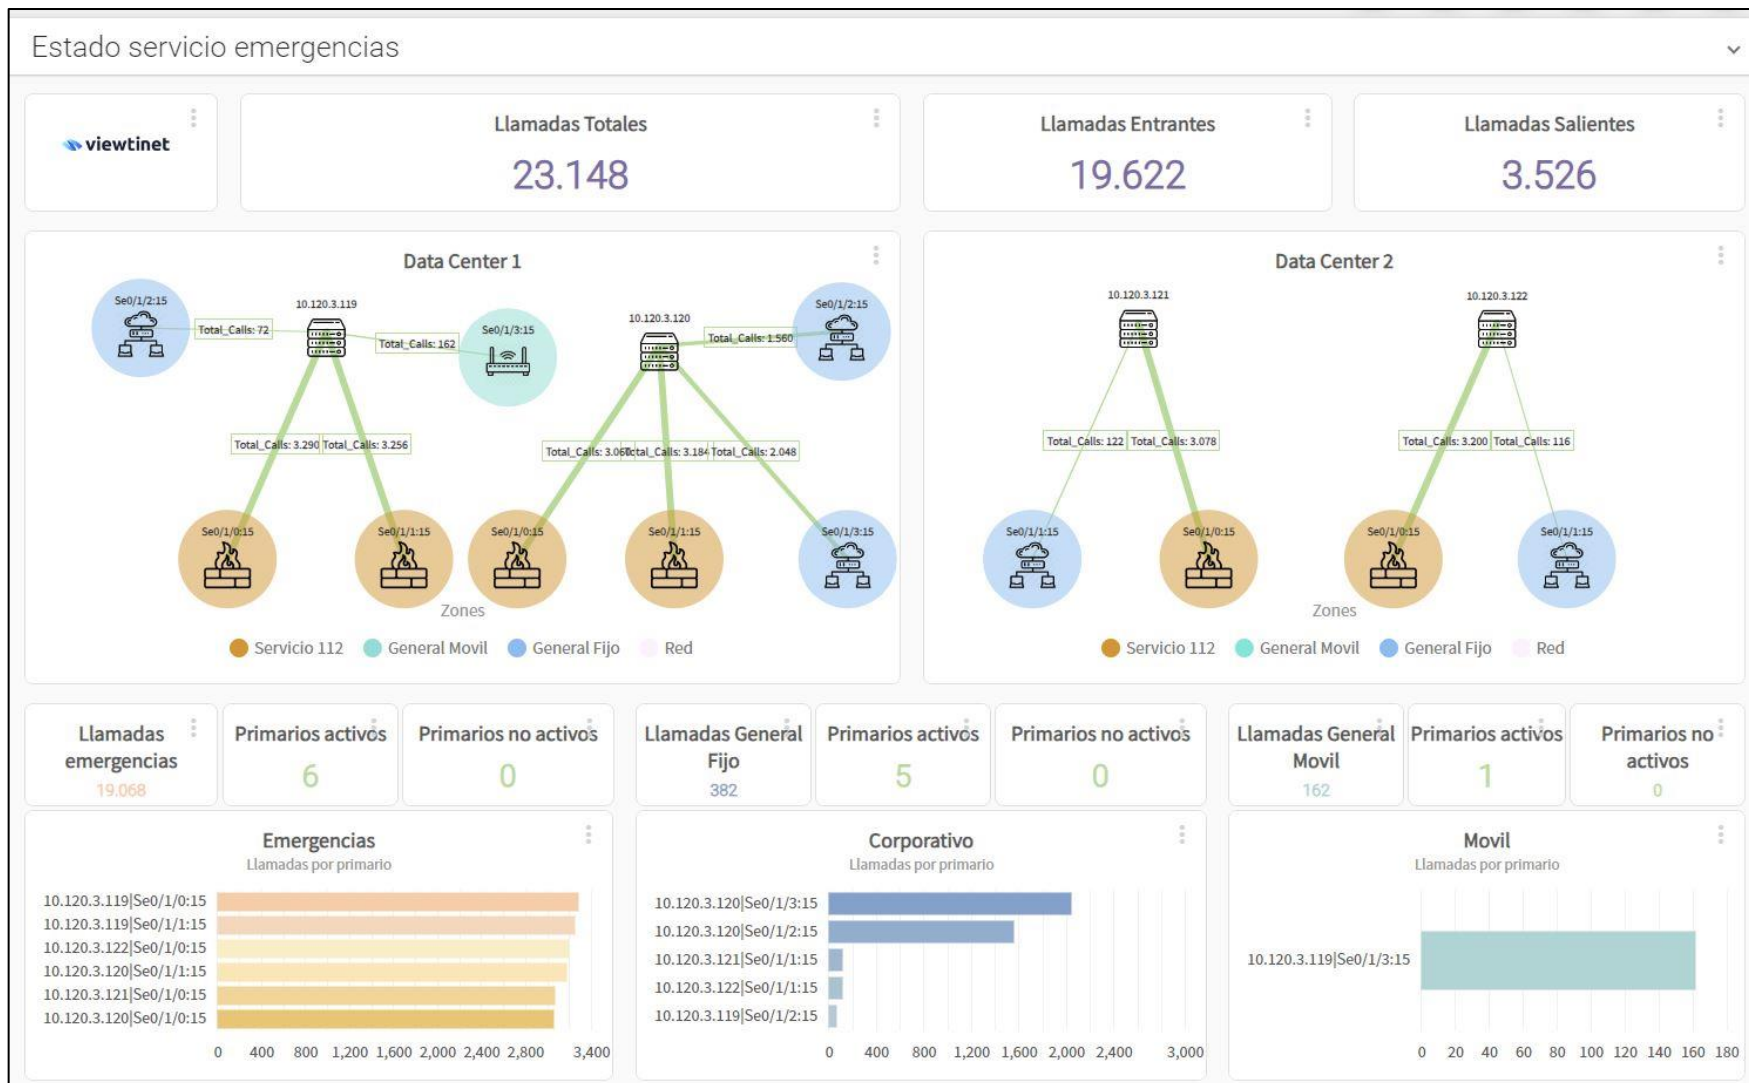 Estado servicio emergencias
viewtinet
Llamadas Totales
23.148
Llamadas Entrantes
19.622
Llamadas Salientes
3.526
Data Center 1
Se0/1/2:15
10.120.3.119
Se0/1/3:15
10.120.3.120
Se0/1/2:15
Total_Calls: 72
Total_Calls: 162
Total_Calls: 1.560
Total_Calls: 3.290
Total_Calls: 3.256
Total_Calls: 3.060
Total_Calls: 3.184
Total_Calls: 2.048
Se0/1/0:15
Se0/1/1:15
Se0/1/0:15
Se0/1/1:15
Se0/1/3:15
Zones
Servicio 112
General Movil
General Fijo
Red
Data Center 2
10.120.3.121
10.120.3.122
Total_Calls: 122
Total_Calls: 3.078
Total_Calls: 3.200
Total_Calls: 116
Se0/1/1:15
Se0/1/0:15
Se0/1/0:15
Se0/1/1:15
Zones
Servicio 112
General Movil
General Fijo
Red
Llamadas
emergencias
19.068
Primarios activos
6
Primarios no activos
0
Llamadas General
Fijo
382
Primarios activos
5
Primarios no activos
0
Llamadas General
Movil
162
Primarios activos
1
Primarios no
activos
0
Emergencias
Llamadas por primario
10.120.3.119|Se0/1/0:15
10.120.3.119|Se0/1/1:15
10.120.3.122|Se0/1/0:15
10.120.3.120|Se0/1/1:15
10.120.3.121|Se0/1/0:15
10.120.3.120|Se0/1/0:15
0 400 800 1,200 1,600 2,000 2,400 2,800 3,400
Corporativo
Llamadas por primario
10.120.3.120|Se0/1/3:15
10.120.3.120|Se0/1/2:15
10.120.3.121|Se0/1/1:15
10.120.3.122|Se0/1/1:15
10.120.3.119|Se0/1/2:15
0 400 800 1,200 1,600 2,000 2,400 3,000
Movil
Llamadas por primario
10.120.3.119|Se0/1/3:15
0 20 40 60 80 100 120 140 160 180